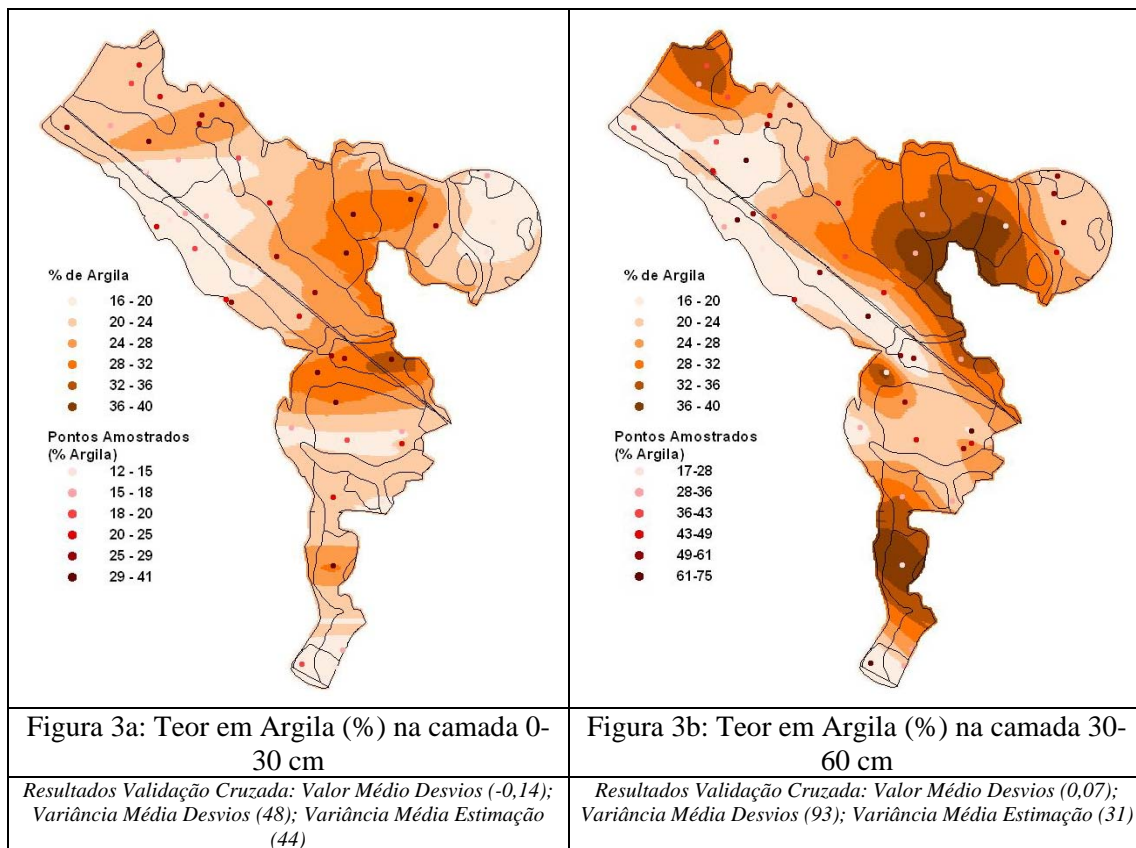 % de Argila
16 - 20
20 - 24
24 - 28
28 - 32
32 - 36
36 - 40
Pontos Amostrados
(% Argila)
12 - 15
15 - 18
18 - 20
20 - 25
25 - 29
29 - 41
% de Argila
16 - 20
20 - 24
24 - 28
28 - 32
32 - 36
36 - 40
Pontos Amostrados
(% Argila)
17-28
28-36
36-43
43-49
49-61
61-75
Figura 3a: Teor em Argila (%) na camada 0-
30 cm
Figura 3b: Teor em Argila (%) na camada 30-
60 cm
Resultados Validação Cruzada: Valor Médio Desvios (-0,14);
Variância Média Desvios (48); Variância Média Estimação
(44)
Resultados Validação Cruzada: Valor Médio Desvios (0,07);
Variância Média Desvios (93); Variância Média Estimação (31)